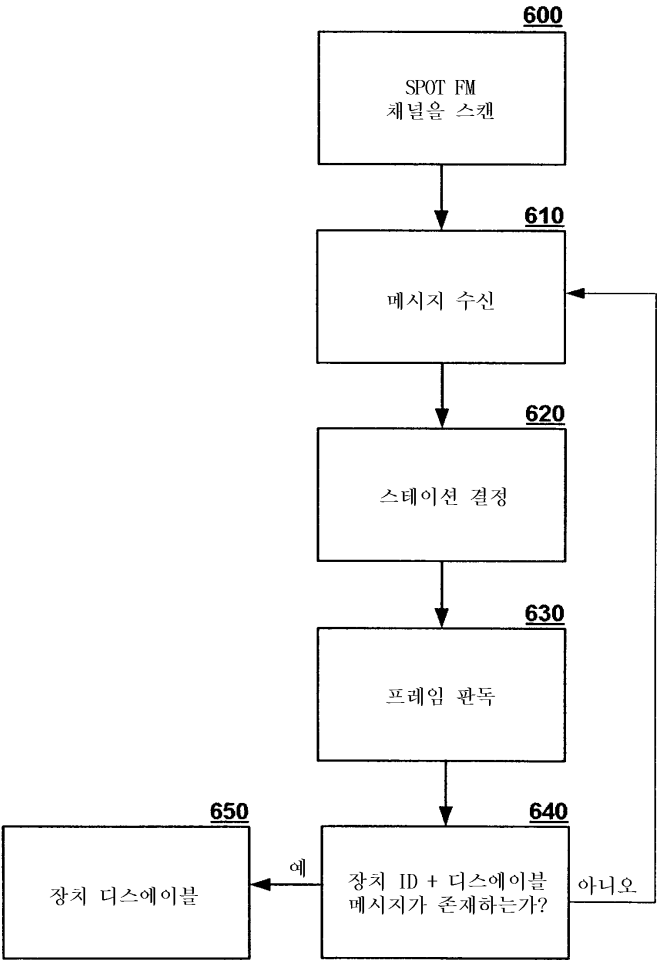 600
SPOT FM
채널을 스캔
610
메시지 수신
620
스테이션 결정
630
프레임 판독
640
장치 ID + 디스에이블
메시지가 존재하는가?
예
아니오
650
장치 디스에이블